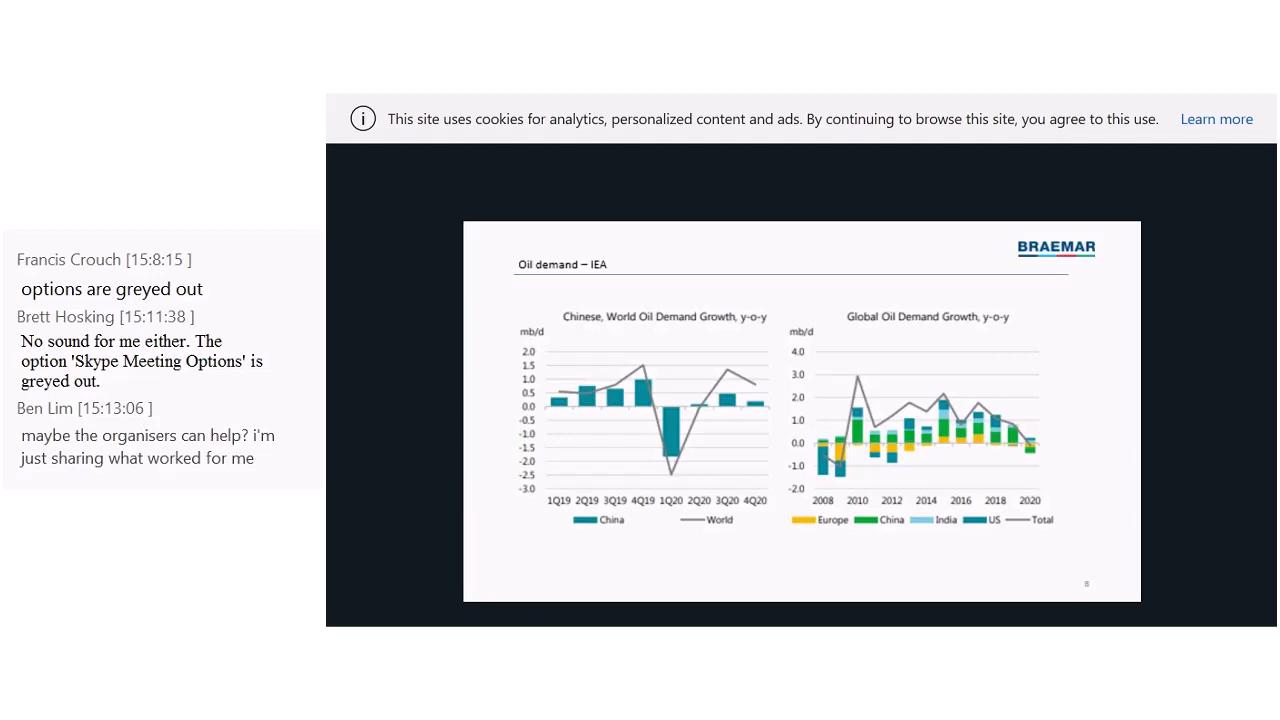 This site uses cookies for analytics, personalized content and ads. By continuing to browse this site, you agree to this use. Learn more
Francis Crouch [15:8:15 ]
options are greyed out
Brett Hosking [15:11:38 ]
No sound for me either. The
option 'Skype Meeting Options' is
greyed out.
Ben Lim [15:13:06 ]
maybe the organisers can help? i'm
just sharing what worked for me
BRAEMAR
Oil demand – IEA
Chinese, World Oil Demand Growth, y-o-y
mb/d
2.0
1.5
1.0
0.5
0.0
-0.5
-1.0
-1.5
-2.0
-2.5
-3.0
1Q19 2Q19 3Q19 4Q19 1Q20 2Q20 3Q20 4Q20
China World
Global Oil Demand Growth, y-o-y
mb/d
4.0
3.0
2.0
1.0
0.0
-1.0
-2.0
2008 2010 2012 2014 2016 2018 2020
Europe China India US Total
8